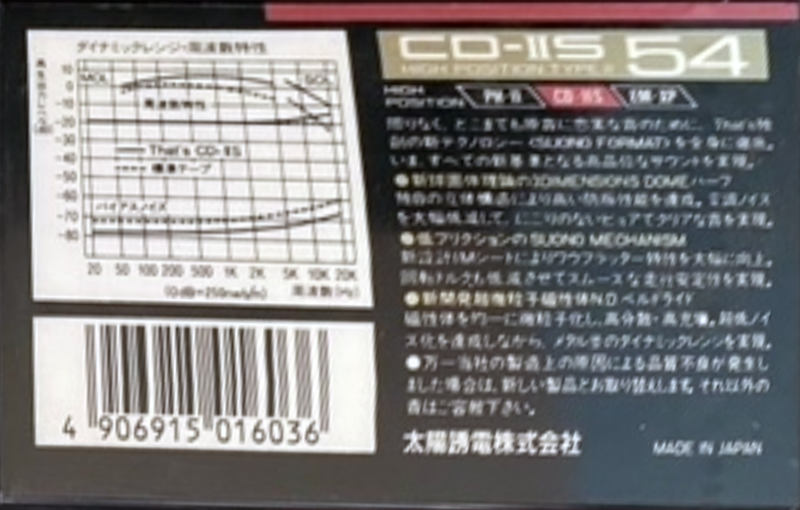 ダイナミックレンジ・周波数特性
MOL
SOL
10
0
-10
-20
-30
-40
-50
-60
-70
-80
周波数特性
That's CD-IIS
標準テープ
バイアスノイズ
20 50 100 200 500 1K 2K 5K 10K 20K
(0dB=250nwb/m) 周波数(Hz)
4 906915 016036
CD-IIS 54
HIGH POSITION TYPE II
HIGH POSITION
CD-IIS
限りなく、どこまでも原音に忠実な音のために、That's独
の新テクノロジー〈SUONO FORMAT〉を全身に
います。すべての新基準となる高品位なサウンドを実現。
●新球面体理論の3DIMENSIONS DOMEハーフ
独自の立体構造により高い防振性能を達成。変調ノイズ
を大幅低減して、にごりのないピュアでクリアな音を実現。
●低フリクションのSUONO MECHANISM
新設計LMシートによりワウフラッター特性を大幅に向上。
回転トルクも低減させてスムーズな走行安定性を実現。
●新開発超微粒子磁性体N.D.ベルドライド
磁性体を均一に微粒子化し、高分散・高充填。超低ノイ
ズ化を達成しながら、メタル並のダイナミックレンジを実現。
●万一当社の製造上の原因による品質不良が発生し
ました場合は、新しい製品とお取り替えします。それ以外の
責はご容赦下さい。
太陽誘電株式会社
MADE IN JAPAN